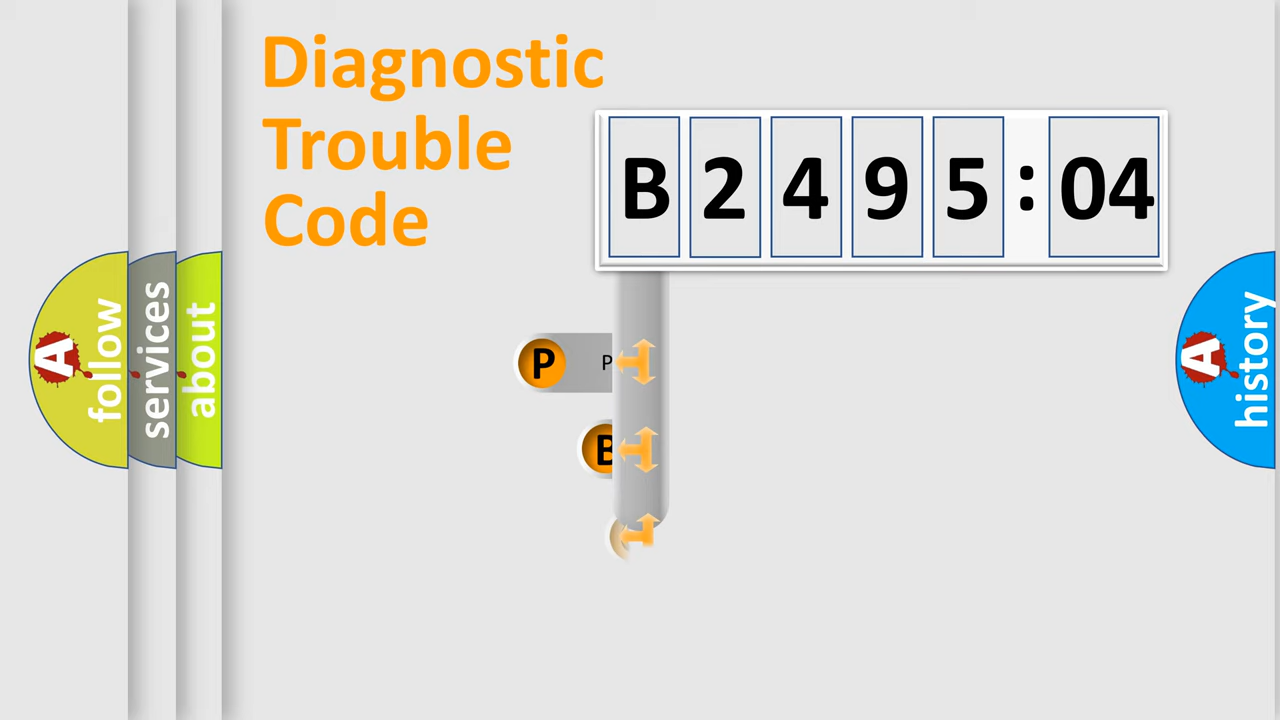 Diagnostic
Trouble
Code
B 2 4 9 5 : 04
P P
B
A follow
services
about
A history